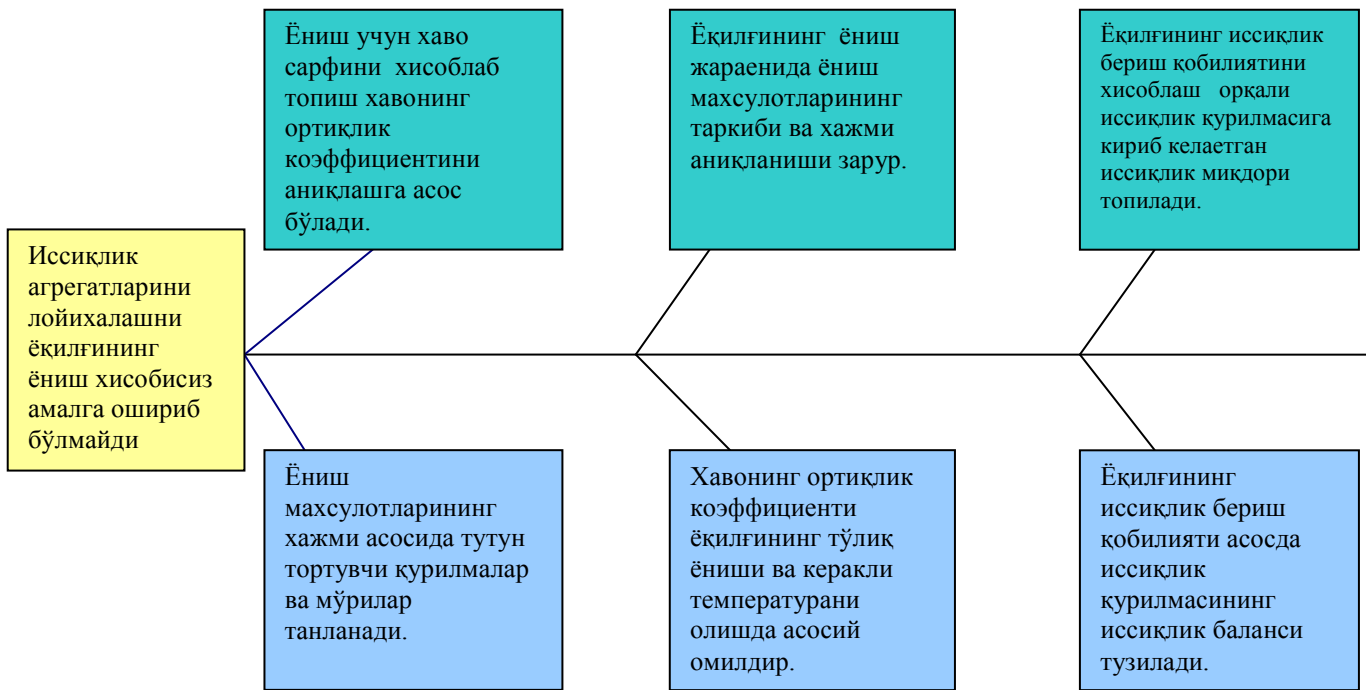 Ёниш учун хаво
сарфини хисоблаб
топиш хавонинг
ортиқлик
коэффициентини
аниқлашга асос
бўлади.
Ёқилғининг ёниш
жараенида ёниш
махсулотларининг
таркиби ва хажми
аниқланиши зарур.
Ёқилғининг иссиқлик
бериш қобилиятини
хисоблаш орқали
иссиқлик қурилмасига
кириб келаетган
иссиқлик миқдори
топилади.
Иссиқлик
агрегатларини
лойихалашни
ёқилғининг
ёниш хисобисиз
амалга ошириб
бўлмайди
Ёниш
махсулотларининг
хажми асосида тутун
тортувчи қурилмалар
ва мўрилар
танланади.
Хавонинг ортиқлик
коэффициенти
ёқилғининг тўлиқ
ёниши ва керакли
температурани
олишда асосий
омилдир.
Ёқилғининг
иссиқлик бериш
қобилияти асосда
иссиқлик
қурилмасининг
иссиқлик баланси
тузилади.